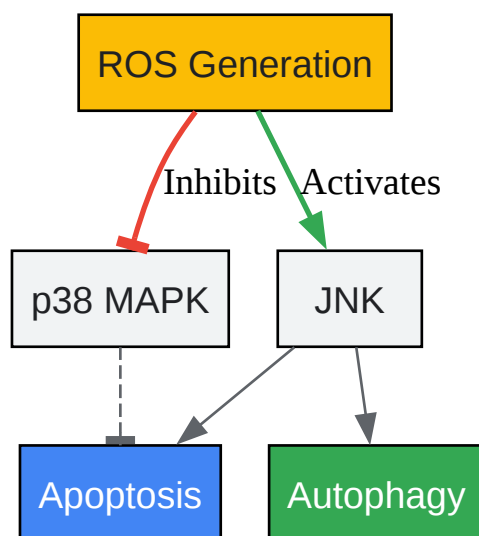 ROS Generation
Inhibits
Activates
p38 MAPK
JNK
Apoptosis
Autophagy